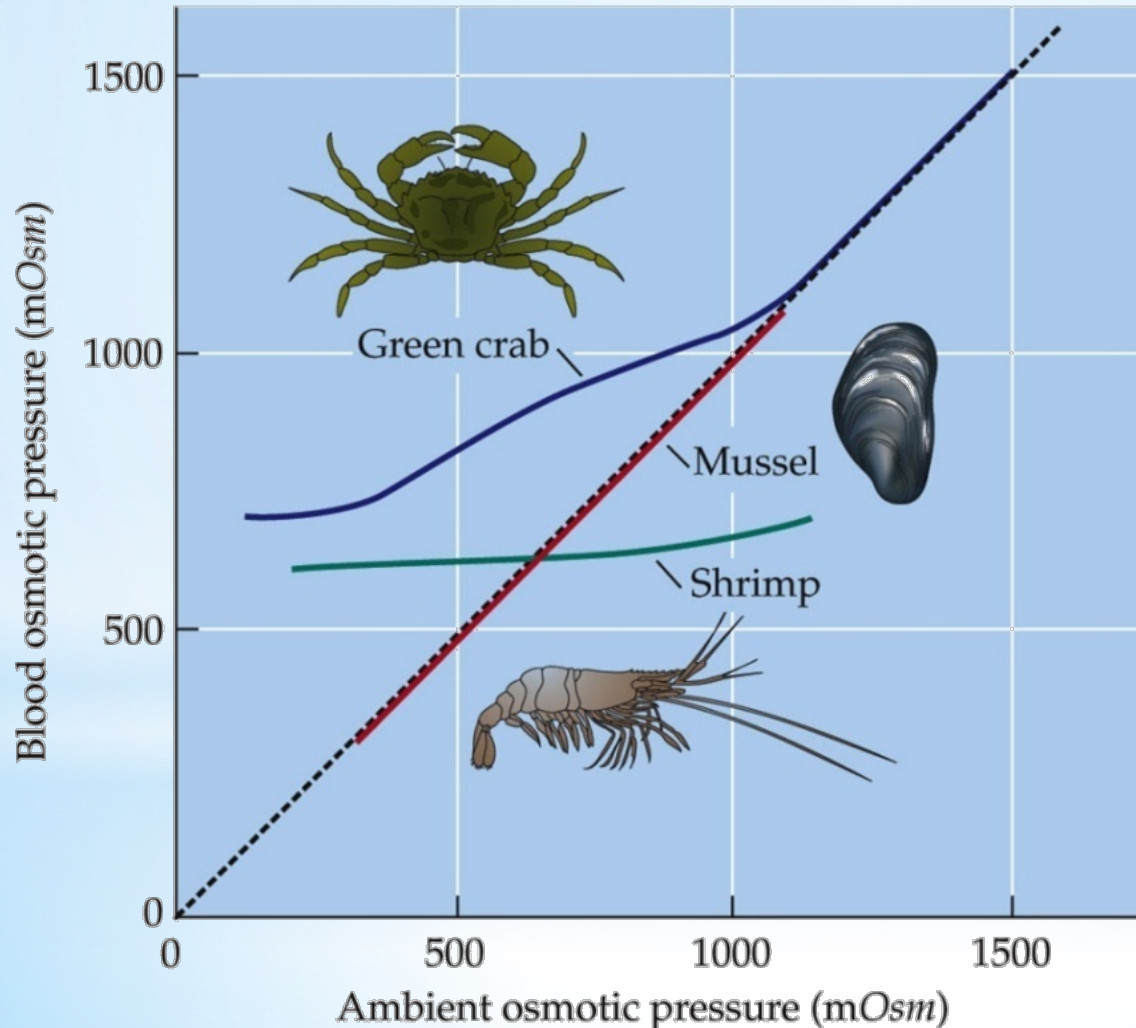 Blood osmotic pressure (mOsm)
1500
1000
500
0
Green crab
Mussel
Shrimp
0 500 1000 1500
Ambient osmotic pressure (mOsm)